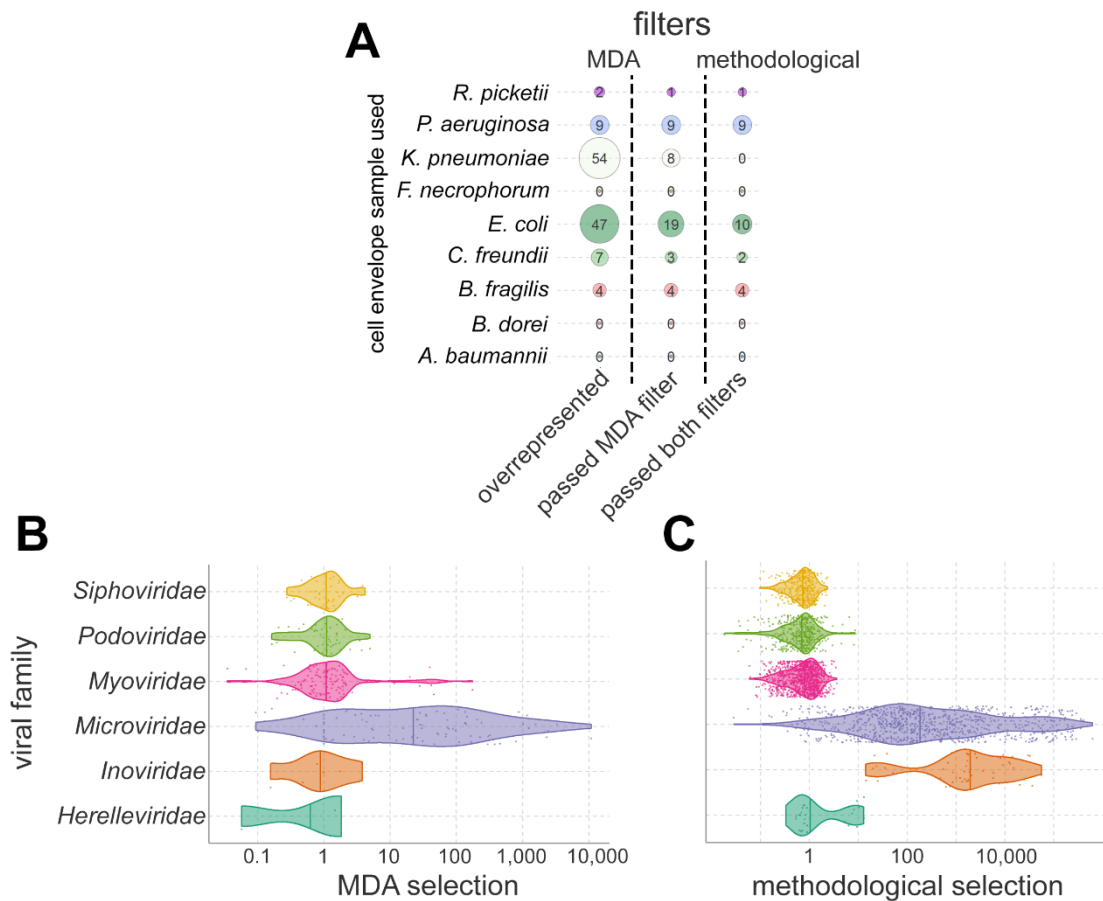 A
filters
MDA methodological
cell envelope sample used
R. picketii 2 1 1
P. aeruginosa 9 9 9
K. pneumoniae 54 8 0
F. necrophorum 0 0 0
E. coli 47 19 10
C. freundii 7 3 2
B. fragilis 4 4 4
B. dorei 0 0 0
A. baumannii 0 0 0
overrepresented
passed MDA filter
passed both filters
B
viral family
Siphoviridae
Podoviridae
Myoviridae
Microviridae
Inoviridae
Herelleviridae
0.1 1 10 100 1,000 10,000
MDA selection
C
1 100 10,000
methodological selection